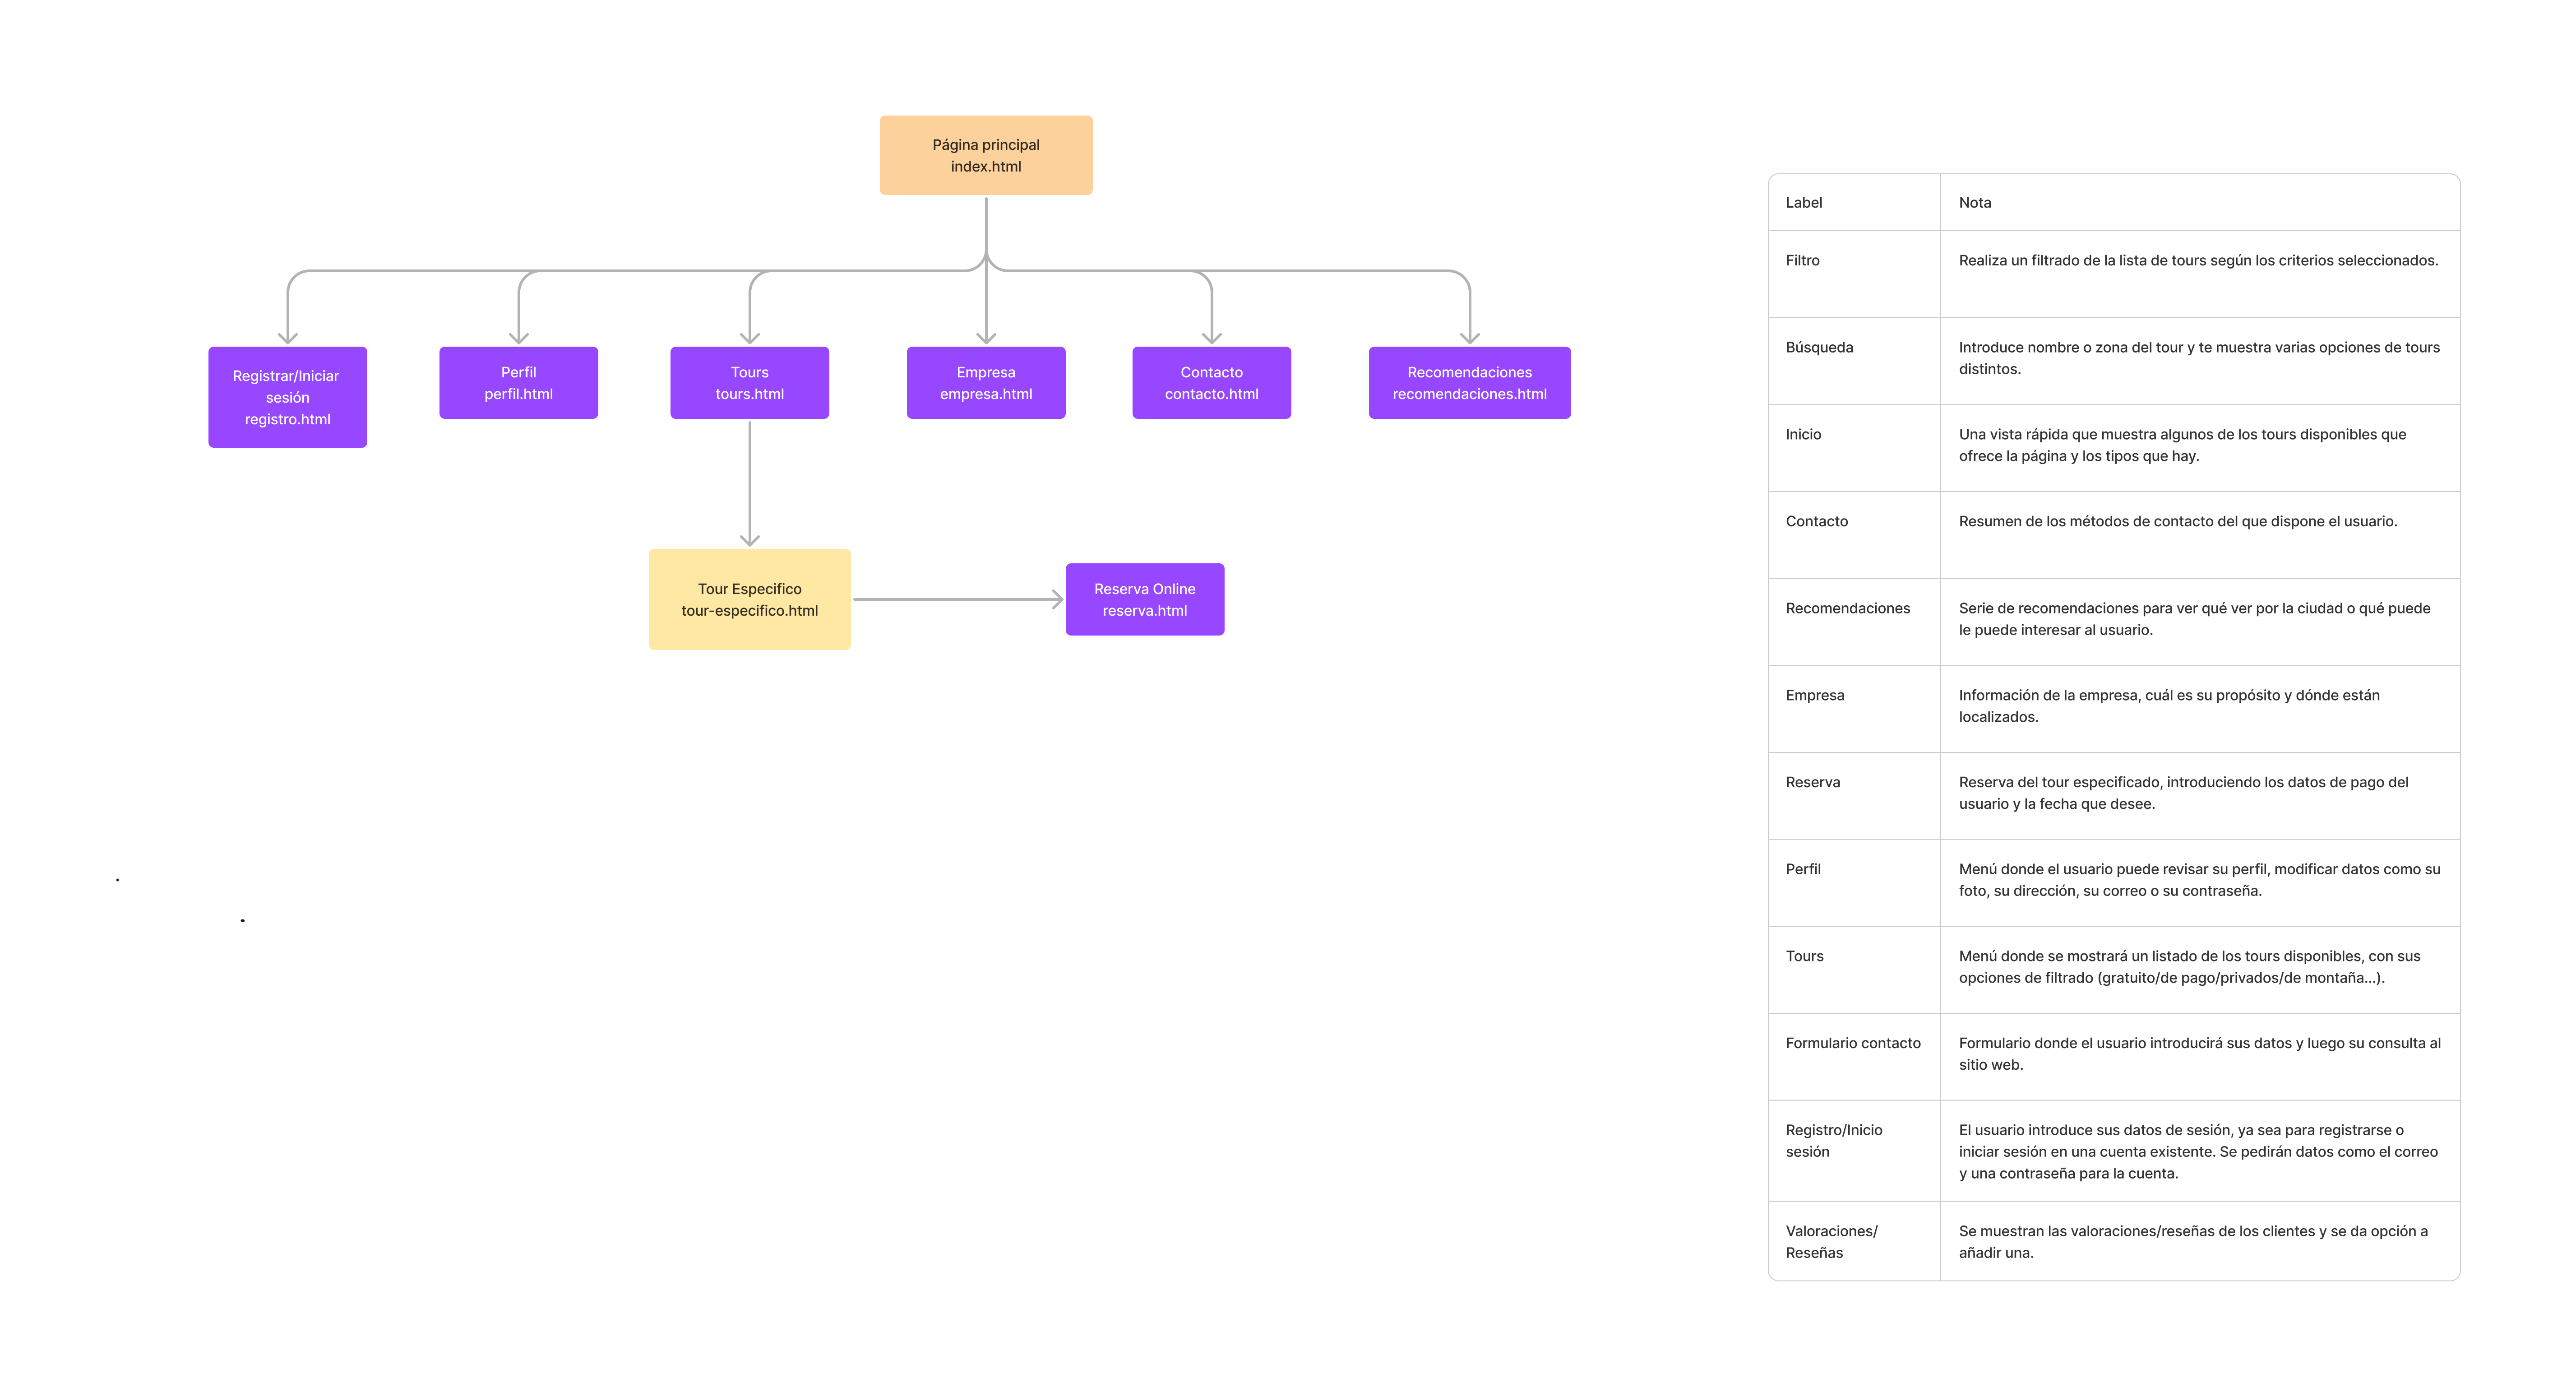 Página principal
index.html
Registrar/Iniciar
sesión
registro.html
Perfil
perfil.html
Tours
tours.html
Empresa
empresa.html
Contacto
contacto.html
Recomendaciones
recomendaciones.html
Tour Especifico
tour-especifico.html
Reserva Online
reserva.html
Label
Nota
Filtro
Realiza un filtrado de la lista de tours según los criterios seleccionados.
Búsqueda
Introduce nombre o zona del tour y te muestra varias opciones de tours
distintos.
Inicio
Una vista rápida que muestra algunos de los tours disponibles que
ofrece la página y los tipos que hay.
Contacto
Resumen de los métodos de contacto del que dispone el usuario.
Recomendaciones
Serie de recomendaciones para ver qué ver por la ciudad o qué puede
le puede interesar al usuario.
Empresa
Información de la empresa, cuál es su propósito y dónde están
localizados.
Reserva
Reserva del tour especificado, introduciendo los datos de pago del
usuario y la fecha que desee.
Perfil
Menú donde el usuario puede revisar su perfil, modificar datos como su
foto, su dirección, su correo o su contraseña.
Tours
Menú donde se mostrará un listado de los tours disponibles, con sus
opciones de filtrado (gratuito/de pago/privados/de montaña...).
Formulario contacto
Formulario donde el usuario introducirá sus datos y luego su consulta al
sitio web.
Registro/Inicio
sesión
El usuario introduce sus datos de sesión, ya sea para registrarse o
iniciar sesión en una cuenta existente. Se pedirán datos como el correo
y una contraseña para la cuenta.
Valoraciones/
Reseñas
Se muestran las valoraciones/reseñas de los clientes y se da opción a
añadir una.